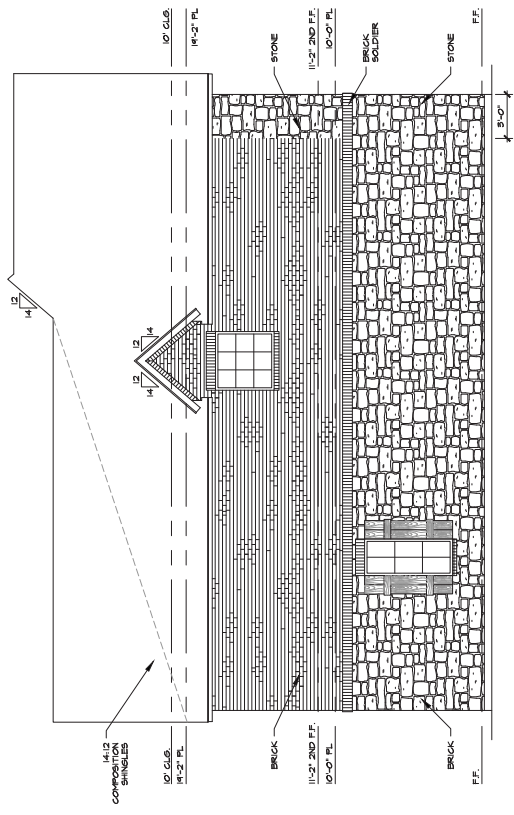 12
14
12
14
12
14
14:12
COMPOSITION
SHINGLES
10' CLG.
19'-2" PL
BRICK
11'-2" 2ND F.F.
10'-0" PL
BRICK
F.F.
10' CLG.
19'-2" PL
STONE
11'-2" 2ND F.F.
10'-0" PL
BRICK
SOLDIER
STONE
F.F.
3'-0"